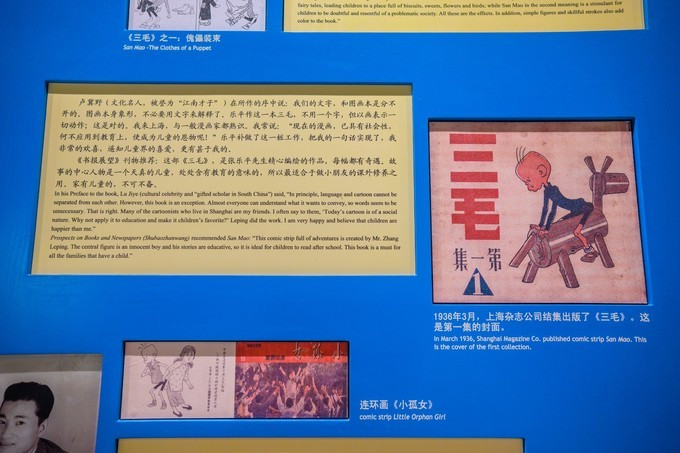 fairy tales, leading children to a place full of biscuits, sweets, flowers and birds; while San Mao in the second meaning is a stimulant for
children to be doubtful and resentful of a problematic society. All these are the effects. In addition, simple figures and skillful strokes also add
color to the book."
《三毛》之一：傀儡装束
San Mao -The Clothes of a Puppet
卢冀野（文化名人，被誉为“江南才子”）在所作的序中说：我们的文字，和图画本是分不
开的。图画本身象形，不必要用文字来解释了。乐平作这一本三毛，不用一个字，但以画表示一
切动作；这是对的。我来上海，与一般漫画家都熟识。我常说：“现在的漫画，已具有社会性。
何不应用到教育上，使成为儿童的恩物呢！”乐平补做了这一桩工作，把我的一句话实现了。我
非常的欢喜，通知儿童界的喜爱，更有甚于我的。
《书报展望》刊物推荐：这部《三毛》，是张乐平先生精心编绘的作品，每幅都有奇遇。故
事的中心人物是一个天真的儿童，处处含有教育的意味的，所以最适合于做小朋友的课外修养之
用。家有儿童的，不可不备。
In his Preface to the book, Lu Jiye (cultural celebrity and "gifted scholar in South China") said, "In principle, language and cartoon cannot be
separated from each other. However, this book is an exception. Almost everyone can understand what it wants to convey, so words seem to be
unnecessary. That is right. Many of the cartoonists who live in Shanghai are my friends. I often say to them, 'Today's cartoon is of a social
nature. Why not apply it to education and make it children's favorite?' Leping did the work. I am very happy and believe that children are
happier than me."
Prospects on Books and Newspapers (Shubaozhanwang) recommended San Mao: "This comic strip full of adventures is created by Mr. Zhang
Leping. The central figure is an innocent boy and his stories are educative, so it is ideal for children to read after school. This book is a must for
all the families that have a child."
三毛
第一集
1
1936年3月，上海杂志公司结集出版了《三毛》。这
是第一集的封面。
In March 1936, Shanghai Magazine Co. published comic strip San Mao. This
is the cover of the first collection.
女孤小
连环画《小孤女》
comic strip Little Orphan Girl